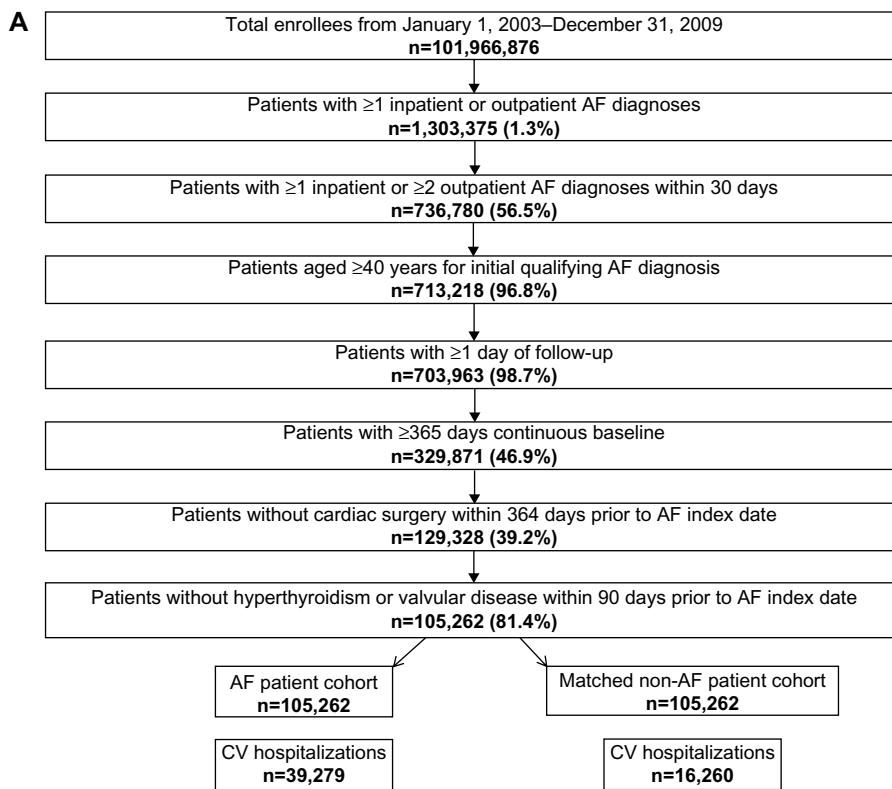 A
Total enrollees from January 1, 2003–December 31, 2009
n=101,966,876
Patients with ≥1 inpatient or outpatient AF diagnoses
n=1,303,375 (1.3%)
Patients with ≥1 inpatient or ≥2 outpatient AF diagnoses within 30 days
n=736,780 (56.5%)
Patients aged ≥40 years for initial qualifying AF diagnosis
n=713,218 (96.8%)
Patients with ≥1 day of follow-up
n=703,963 (98.7%)
Patients with ≥365 days continuous baseline
n=329,871 (46.9%)
Patients without cardiac surgery within 364 days prior to AF index date
n=129,328 (39.2%)
Patients without hyperthyroidism or valvular disease within 90 days prior to AF index date
n=105,262 (81.4%)
AF patient cohort
n=105,262
Matched non-AF patient cohort
n=105,262
CV hospitalizations
n=39,279
CV hospitalizations
n=16,260